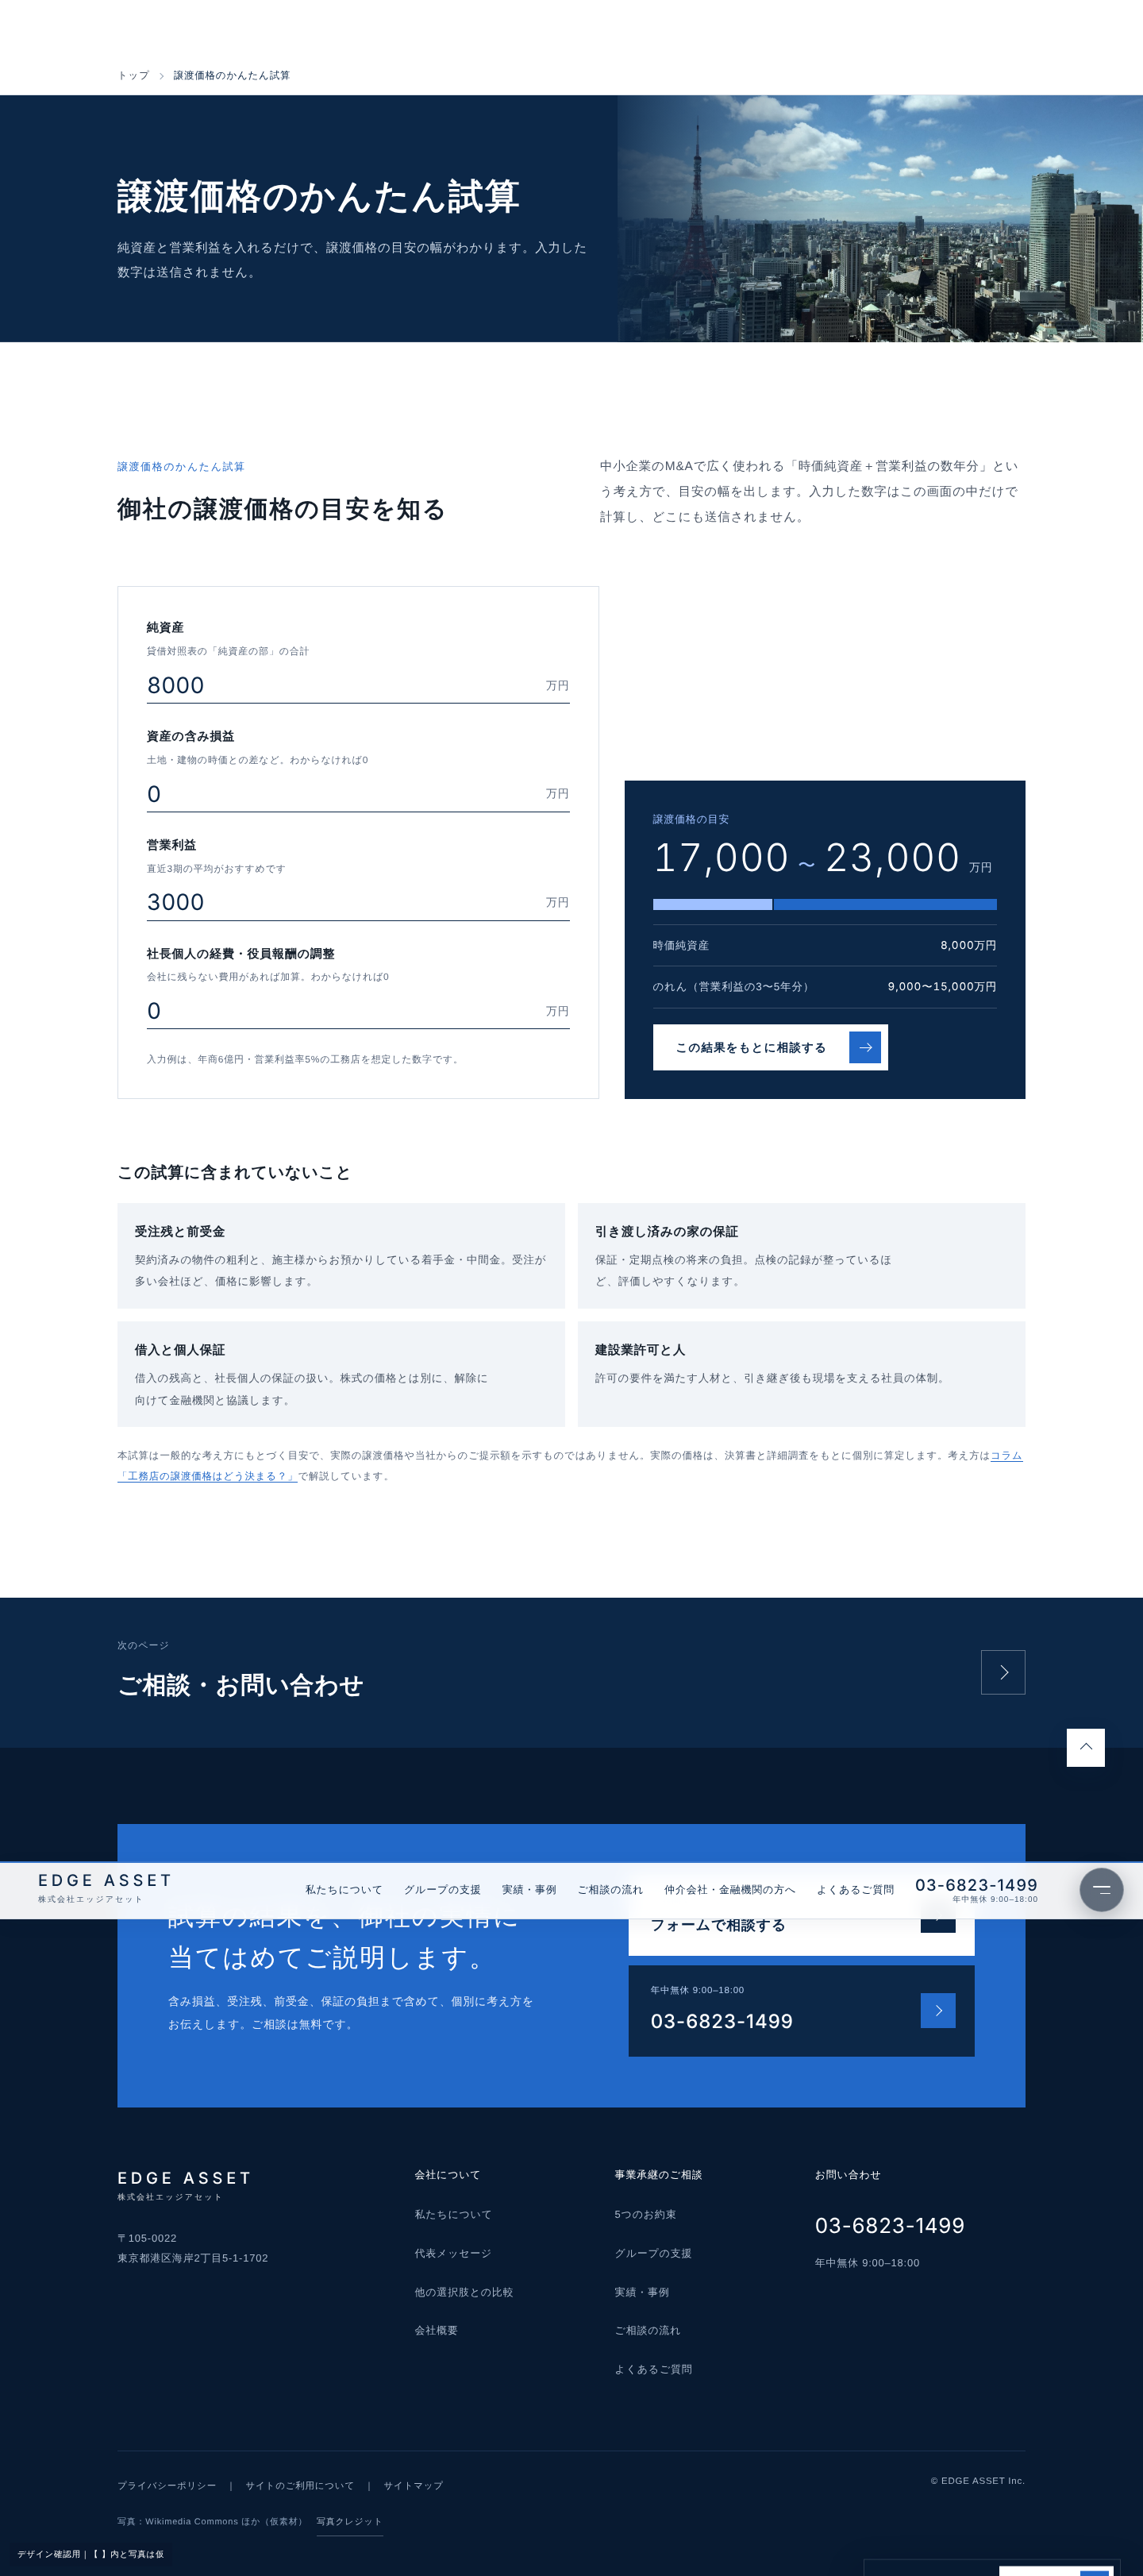 トップ
譲渡価格のかんたん試算
譲渡価格のかんたん試算
純資産と営業利益を入れるだけで、譲渡価格の目安の幅がわかります。入力した
数字は送信されません。
譲渡価格のかんたん試算
御社の譲渡価格の目安を知る
中小企業のM&Aで広く使われる「時価純資産＋営業利益の数年分」とい
う考え方で、目安の幅を出します。入力した数字はこの画面の中だけで
計算し、どこにも送信されません。
純資産
貸借対照表の「純資産の部」の合計
8000 万円
資産の含み損益
土地・建物の時価との差など。わからなければ0
0 万円
営業利益
直近3期の平均がおすすめです
3000 万円
社長個人の経費・役員報酬の調整
会社に残らない費用があれば加算。わからなければ0
0 万円
入力例は、年商6億円・営業利益率5%の工務店を想定した数字です。
譲渡価格の目安
17,000 〜 23,000 万円
時価純資産 8,000万円
のれん（営業利益の3〜5年分） 9,000〜15,000万円
この結果をもとに相談する
この試算に含まれていないこと
受注残と前受金
契約済みの物件の粗利と、施主様からお預かりしている着手金・中間金。受注が
多い会社ほど、価格に影響します。
引き渡し済みの家の保証
保証・定期点検の将来の負担。点検の記録が整っているほ
ど、評価しやすくなります。
借入と個人保証
借入の残高と、社長個人の保証の扱い。株式の価格とは別に、解除に
向けて金融機関と協議します。
建設業許可と人
許可の要件を満たす人材と、引き継ぎ後も現場を支える社員の体制。
本試算は一般的な考え方にもとづく目安で、実際の譲渡価格や当社からのご提示額を示すものではありません。実際の価格は、決算書と詳細調査をもとに個別に算定します。考え方はコラム
「工務店の譲渡価格はどう決まる？」で解説しています。
次のページ
ご相談・お問い合わせ
EDGE ASSET
株式会社エッジアセット
私たちについて
グループの支援
実績・事例
ご相談の流れ
仲介会社・金融機関の方へ
よくあるご質問
03-6823-1499
年中無休 9:00–18:00
試算の結果を、御社の実情に
当てはめてご説明します。
含み損益、受注残、前受金、保証の負担まで含めて、個別に考え方を
お伝えします。ご相談は無料です。
フォームで相談する
年中無休 9:00–18:00
03-6823-1499
EDGE ASSET
株式会社エッジアセット
〒105-0022
東京都港区海岸2丁目5-1-1702
会社について
私たちについて
代表メッセージ
他の選択肢との比較
会社概要
事業承継のご相談
5つのお約束
グループの支援
実績・事例
ご相談の流れ
よくあるご質問
お問い合わせ
03-6823-1499
年中無休 9:00–18:00
プライバシーポリシー | サイトのご利用について | サイトマップ
© EDGE ASSET Inc.
写真：Wikimedia Commons ほか（仮素材） 写真クレジット
デザイン確認用｜【 】内と写真は仮